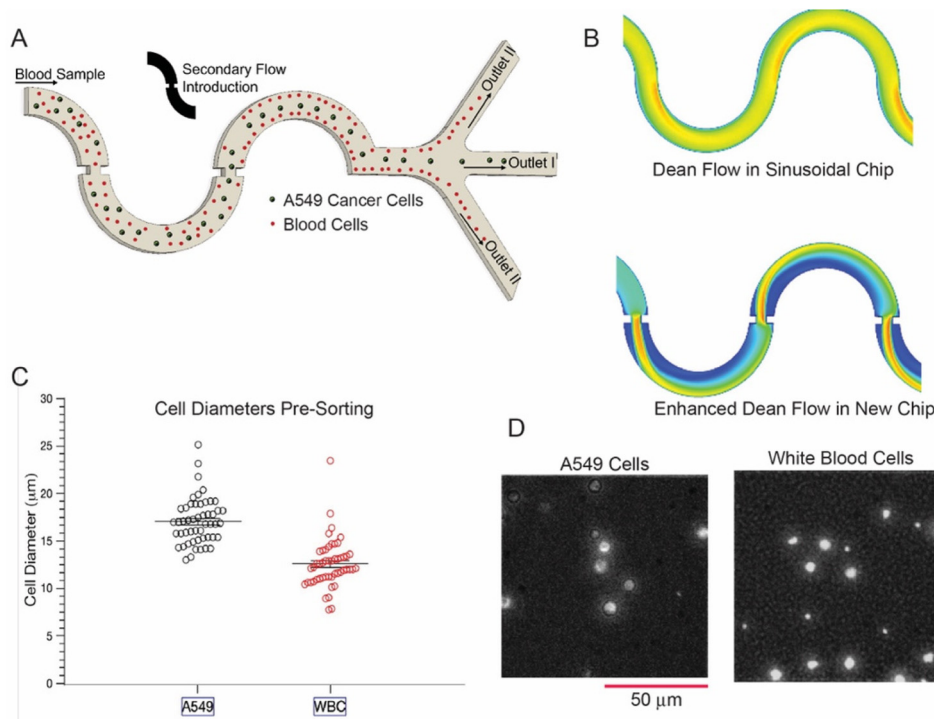 A
Blood Sample
Secondary Flow
Introduction
Outlet II
Outlet I
Outlet II
A549 Cancer Cells
Blood Cells
B
Dean Flow in Sinusoidal Chip
Enhanced Dean Flow in New Chip
C
Cell Diameters Pre-Sorting
Cell Diameter (μm)
30
25
20
15
10
5
0
A549
WBC
D
A549 Cells
White Blood Cells
50 μm